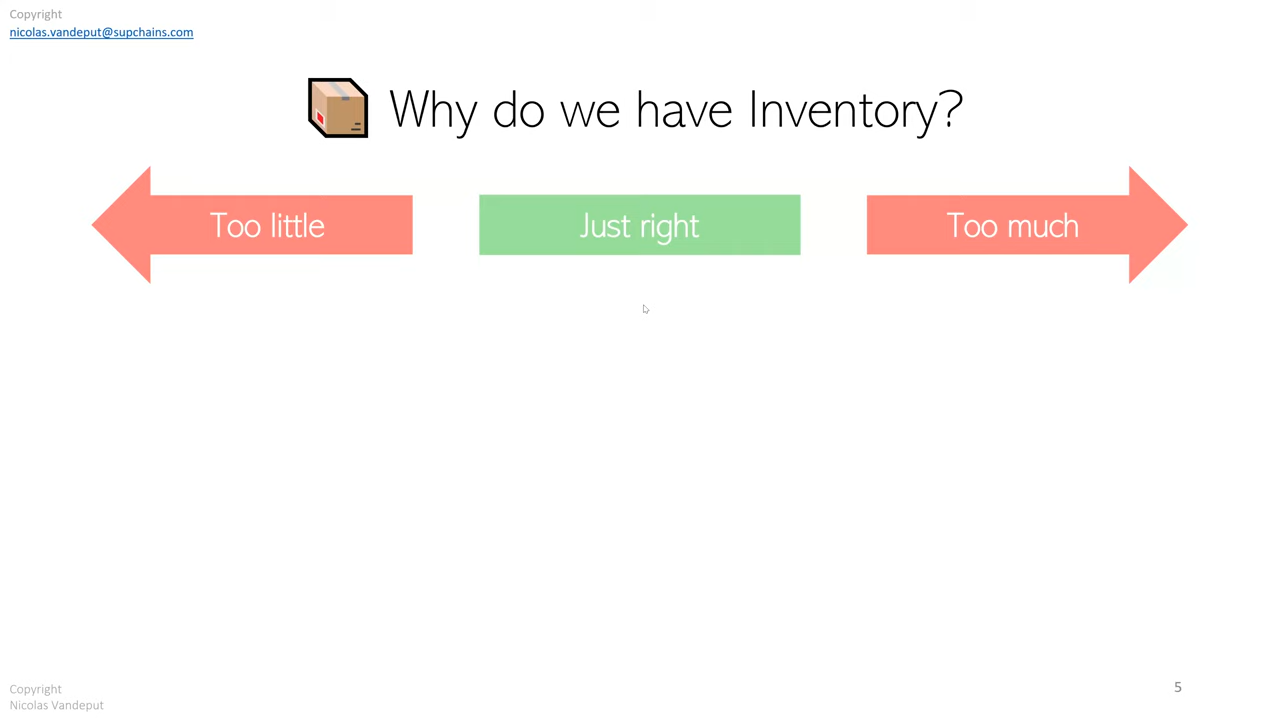 Copyright
nicolas.vandeput@supchains.com
Why do we have Inventory?
Too little
Just right
Too much
Copyright
Nicolas Vandeput
5